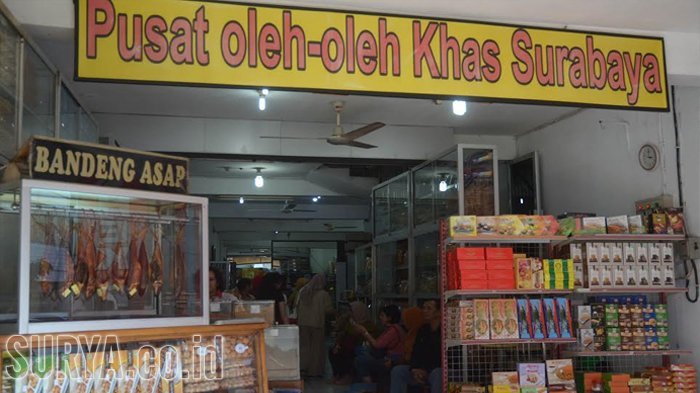 Pusat oleh-oleh Khas Surabaya
BANDENG ASAP
SURYA.co.id